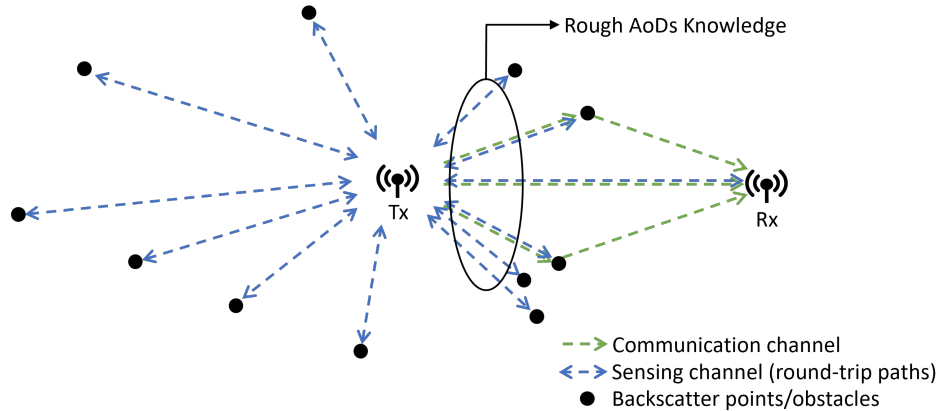 Rough AoDs Knowledge
Tx
Rx
Communication channel
Sensing channel (round-trip paths)
Backscatter points/obstacles